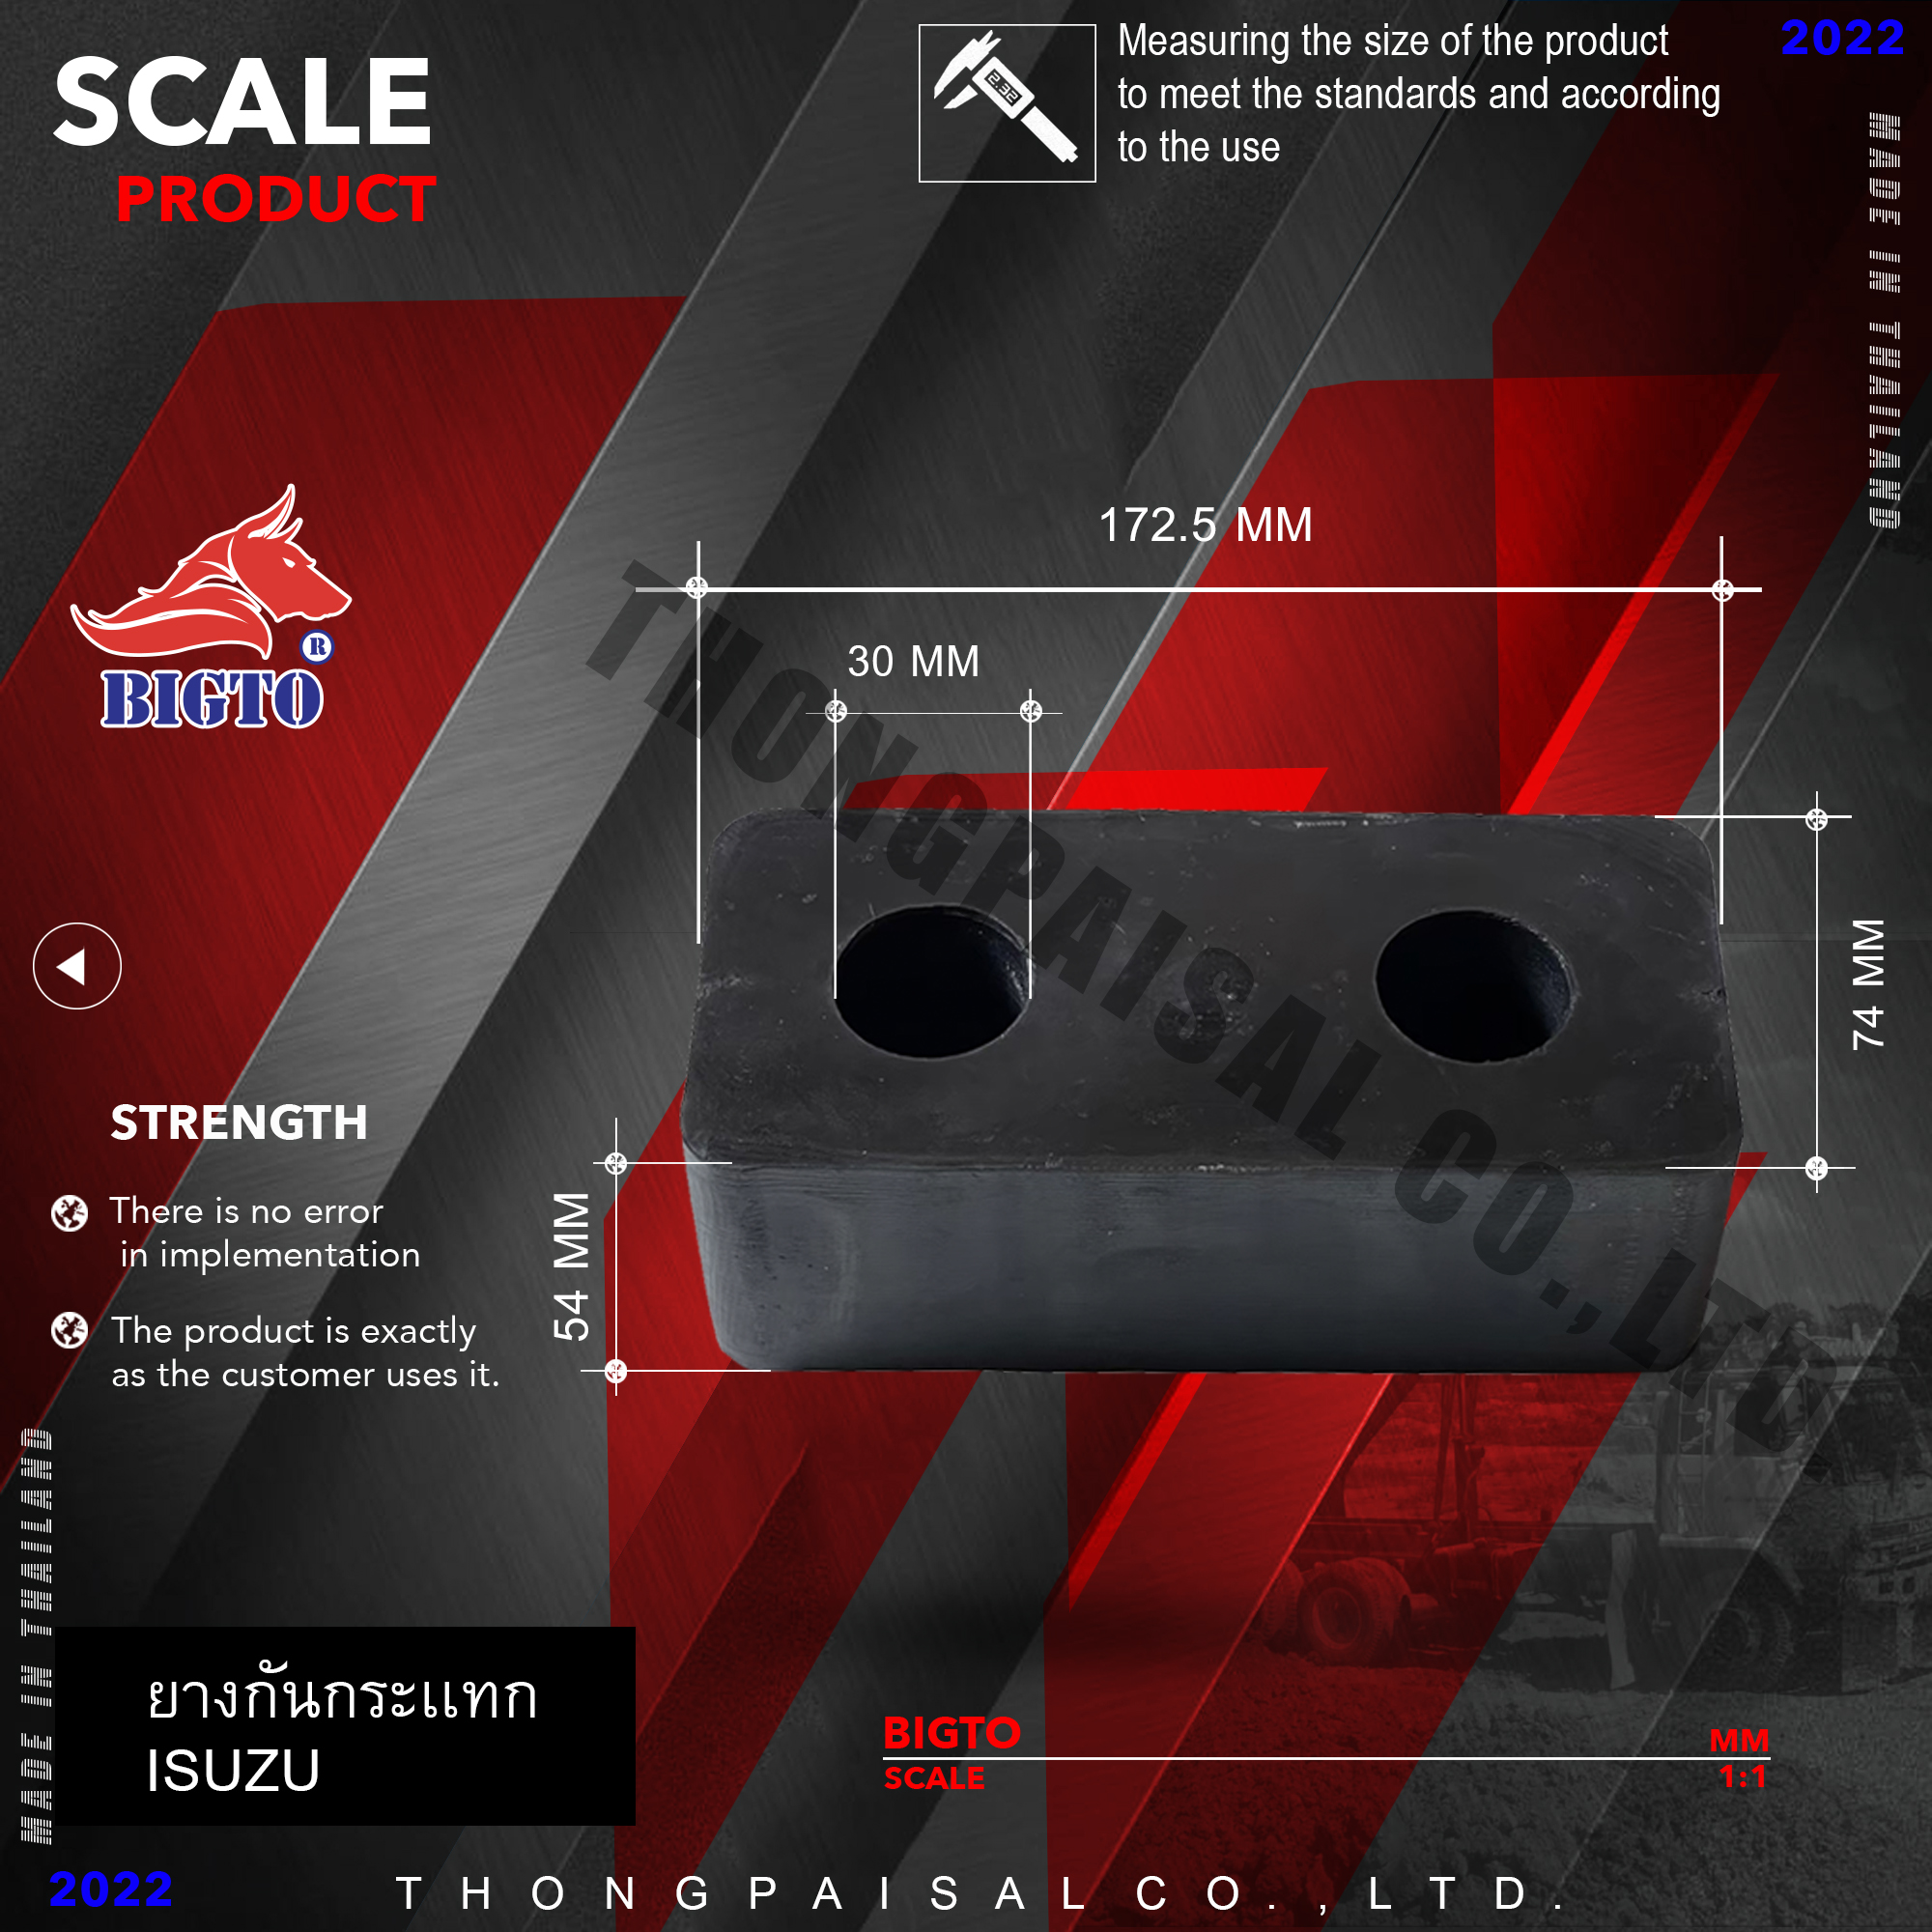 SCALE
PRODUCT
2.32
Measuring the size of the product
to meet the standards and according
to the use
2022
MADE IN THAILAND
R
BIGTO
172.5 MM
30 MM
74 MM
54 MM
THONGPAISAL CO.,LTD
STRENGTH
There is no error
in implementation
The product is exactly
as the customer uses it.
MADE IN THAILAND
ยางกันกระแทก
ISUZU
BIGTO
SCALE
MM
1:1
2022
THONGPAISAL CO.,LTD.